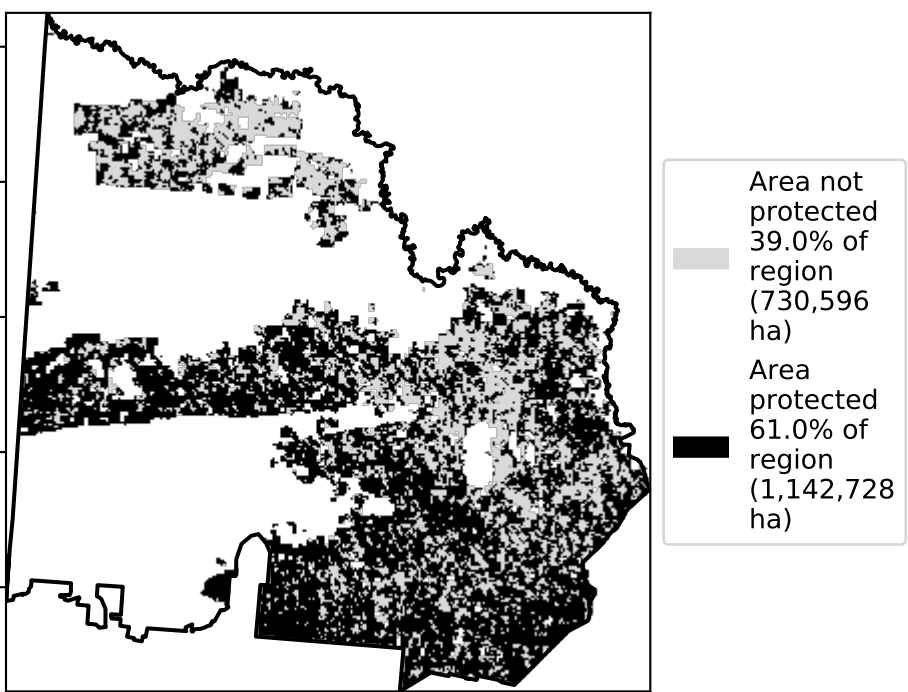 Area not
protected
39.0% of
region
(730,596
ha)
Area
protected
61.0% of
region
(1,142,728
ha)